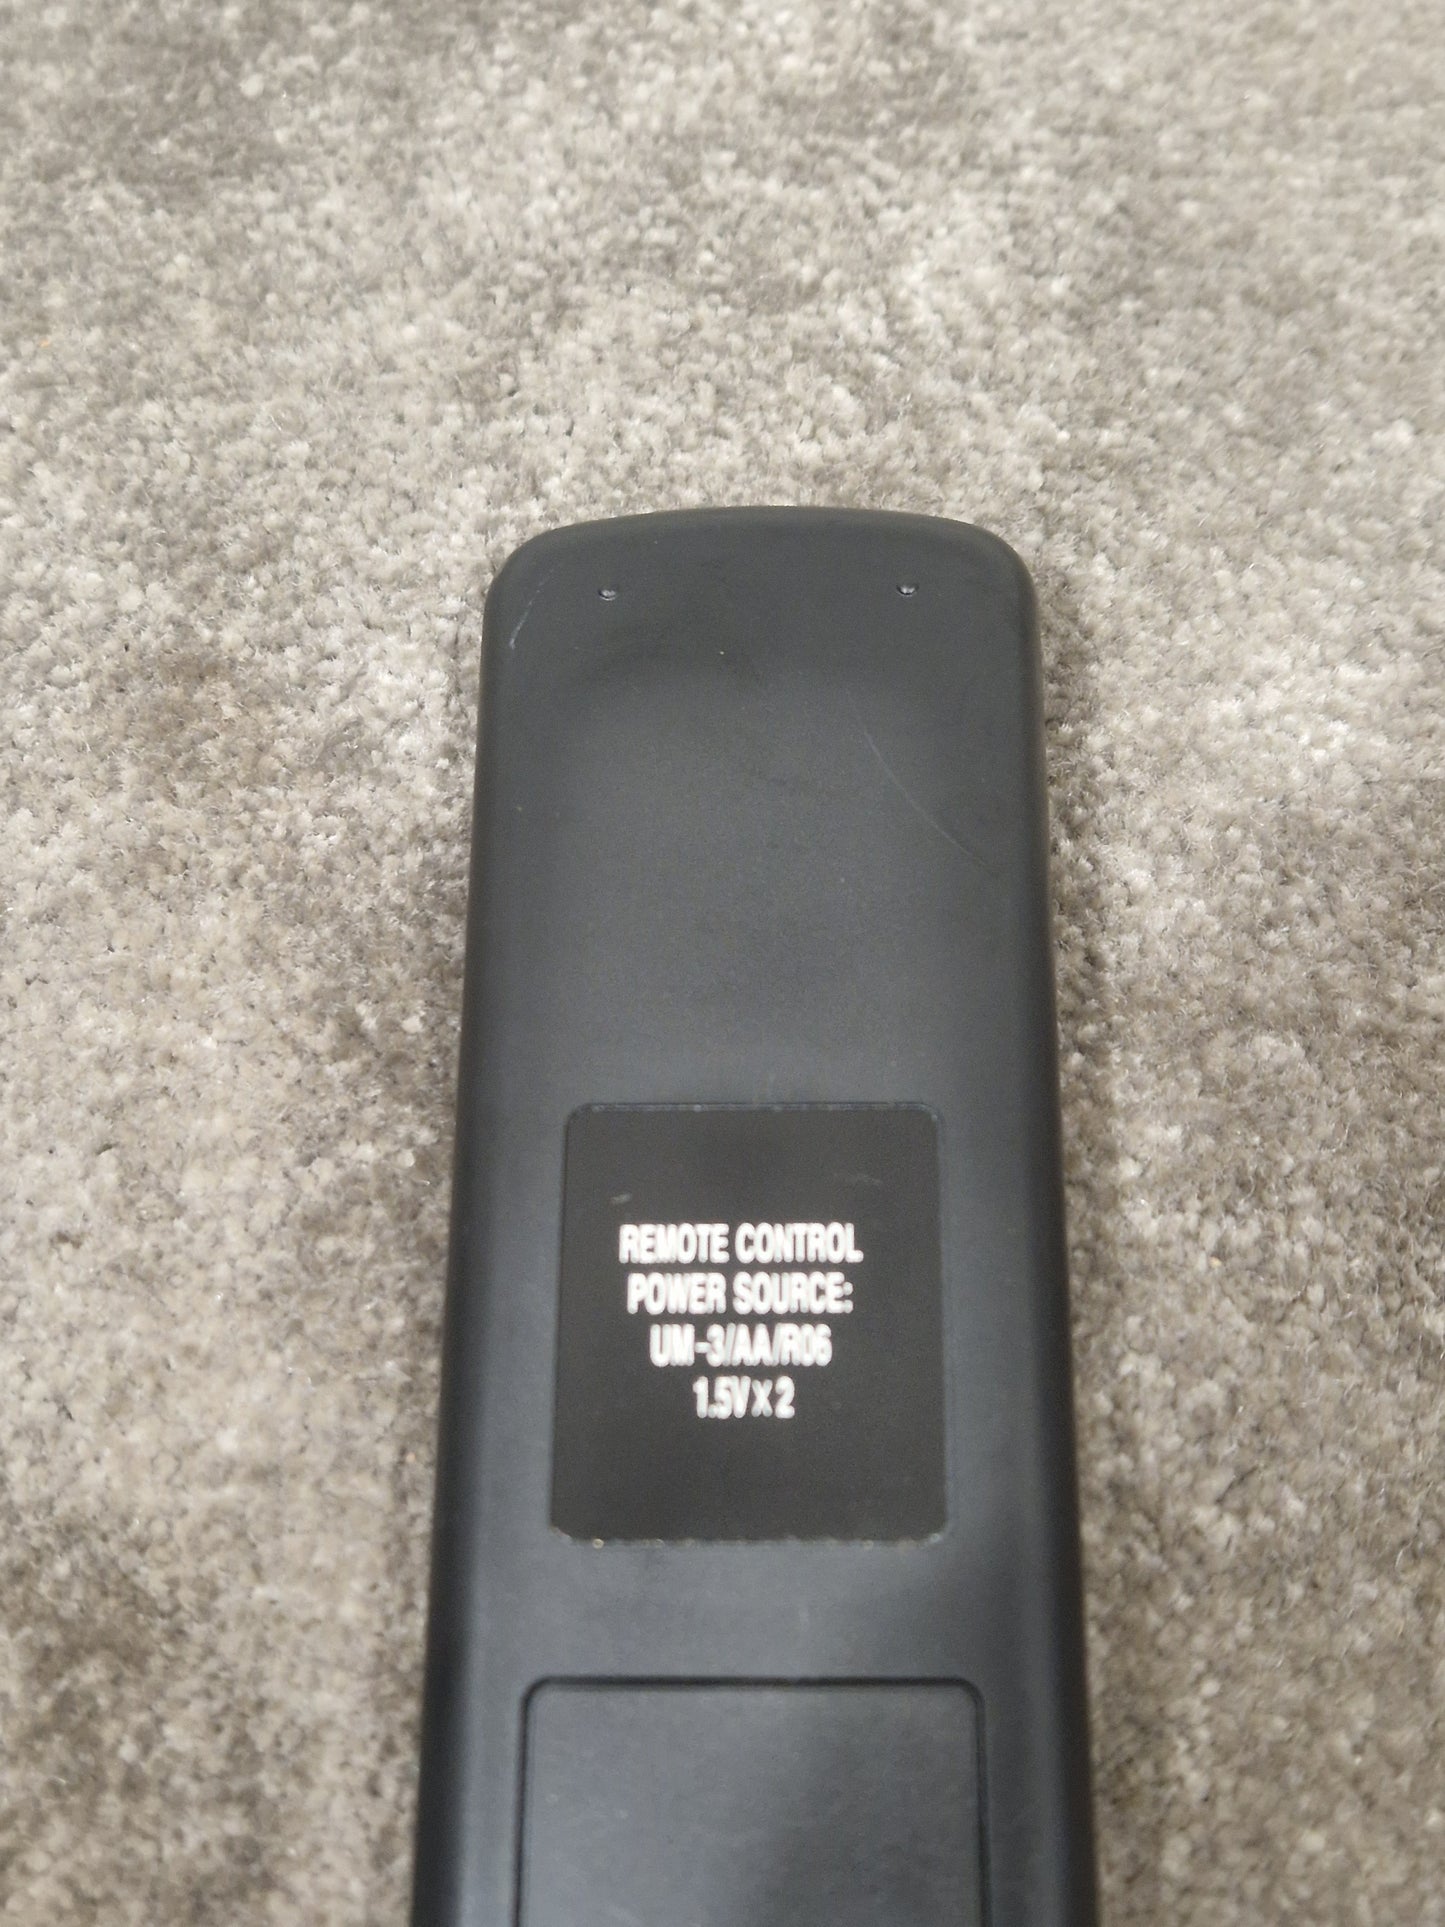 REMOTE CONTROL
POWER SOURCE:
UM-3/AA/R06
1.5V X 2